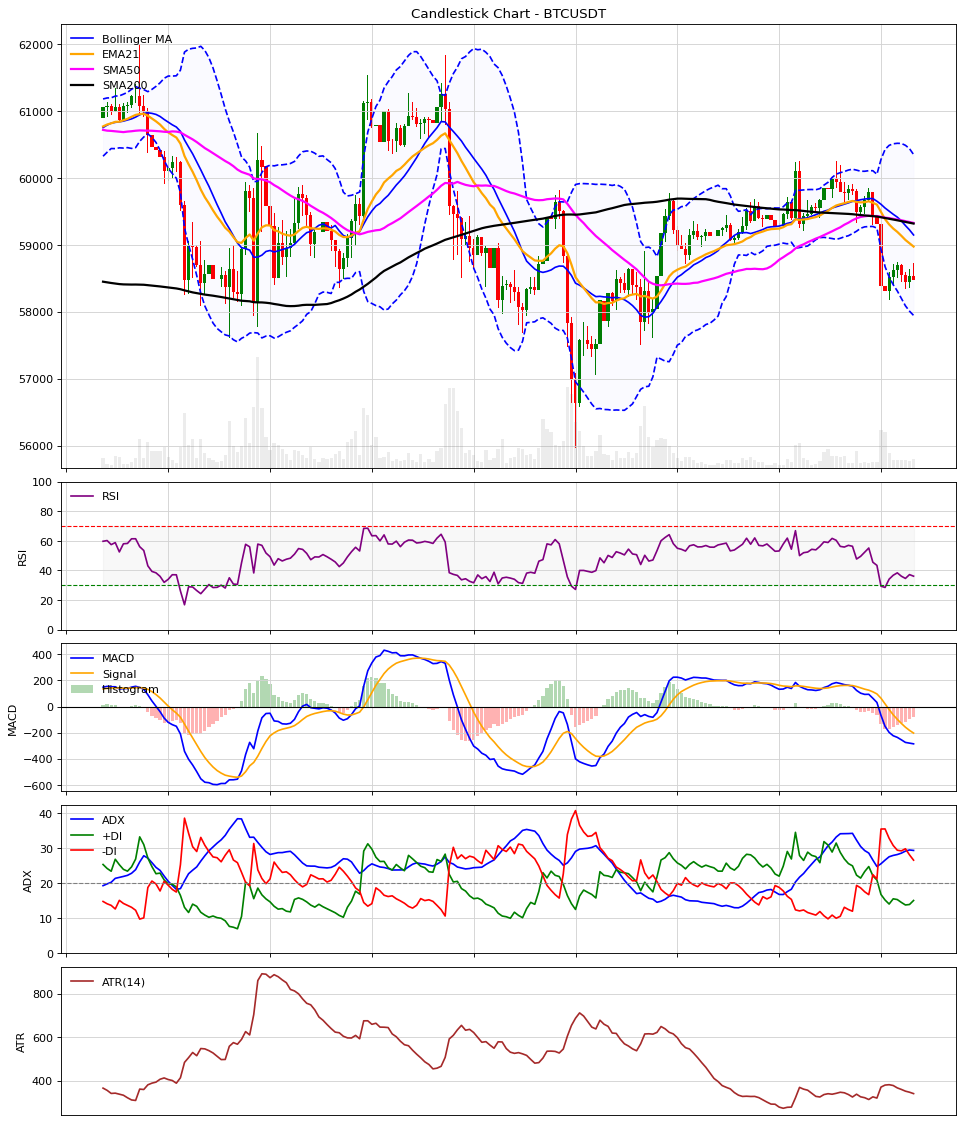 Candlestick Chart - BTCUSDT
Bollinger MA
EMA21
SMA50
SMA200
62000
61000
60000
59000
58000
57000
56000
RSI
100
80
60
40
20
0
RSI
MACD
Signal
Histogram
400
200
0
−200
−400
−600
MACD
ADX
+DI
-DI
40
30
20
10
0
ADX
ATR(14)
800
600
400
ATR